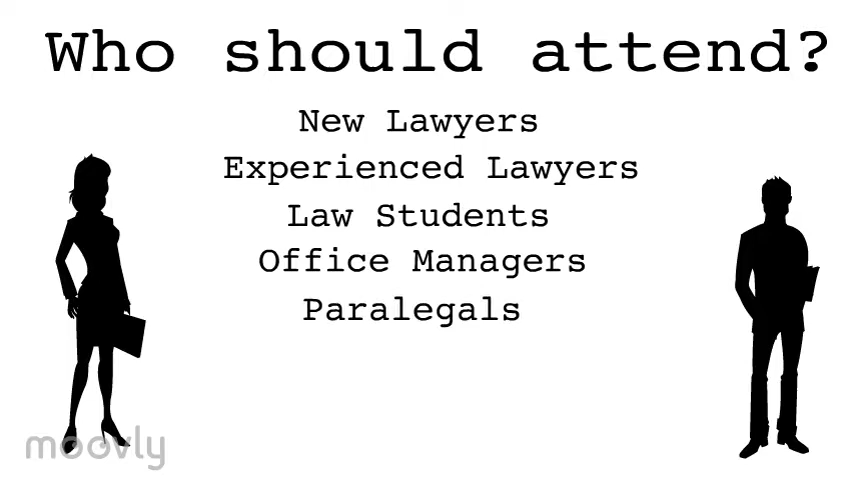 Who should attend?
New Lawyers
Experienced Lawyers
Law Students
Office Managers
Paralegals
moovly